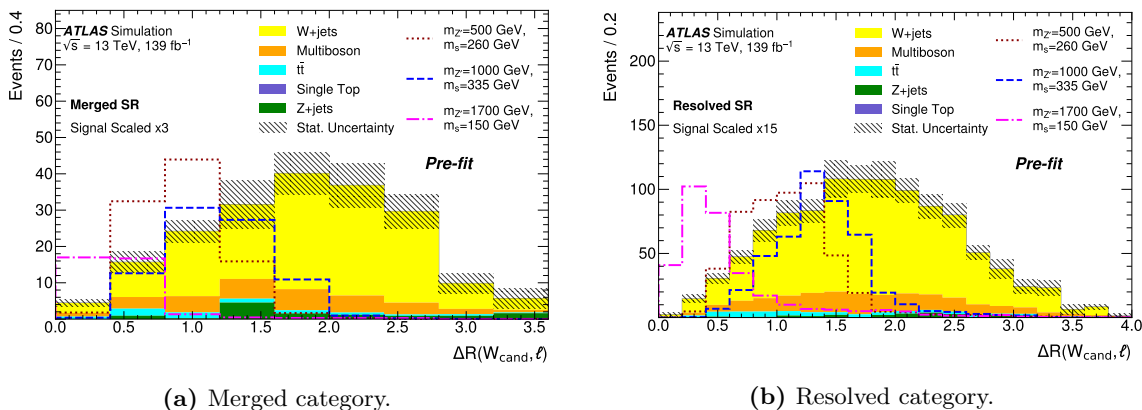 Events / 0.4
80
70
60
50
40
30
20
10
ATLAS Simulation
√s = 13 TeV, 139 fb⁻¹
Merged SR
Signal Scaled x3
W+jets
Multiboson
tt̄
Single Top
Z+jets
Stat. Uncertainty
m_Z'=500 GeV,
m_s=260 GeV
m_Z'=1000 GeV,
m_s=335 GeV
m_Z'=1700 GeV,
m_s=150 GeV
Pre-fit
0.0 0.5 1.0 1.5 2.0 2.5 3.0 3.5
ΔR(W_cand, ℓ)
(a) Merged category.
Events / 0.2
200
150
100
50
ATLAS Simulation
√s = 13 TeV, 139 fb⁻¹
Resolved SR
Signal Scaled x15
W+jets
Multiboson
tt̄
Z+jets
Single Top
Stat. Uncertainty
m_Z'=500 GeV,
m_s=260 GeV
m_Z'=1000 GeV,
m_s=335 GeV
m_Z'=1700 GeV,
m_s=150 GeV
Pre-fit
0.0 0.5 1.0 1.5 2.0 2.5 3.0 3.5 4.0
ΔR(W_cand, ℓ)
(b) Resolved category.